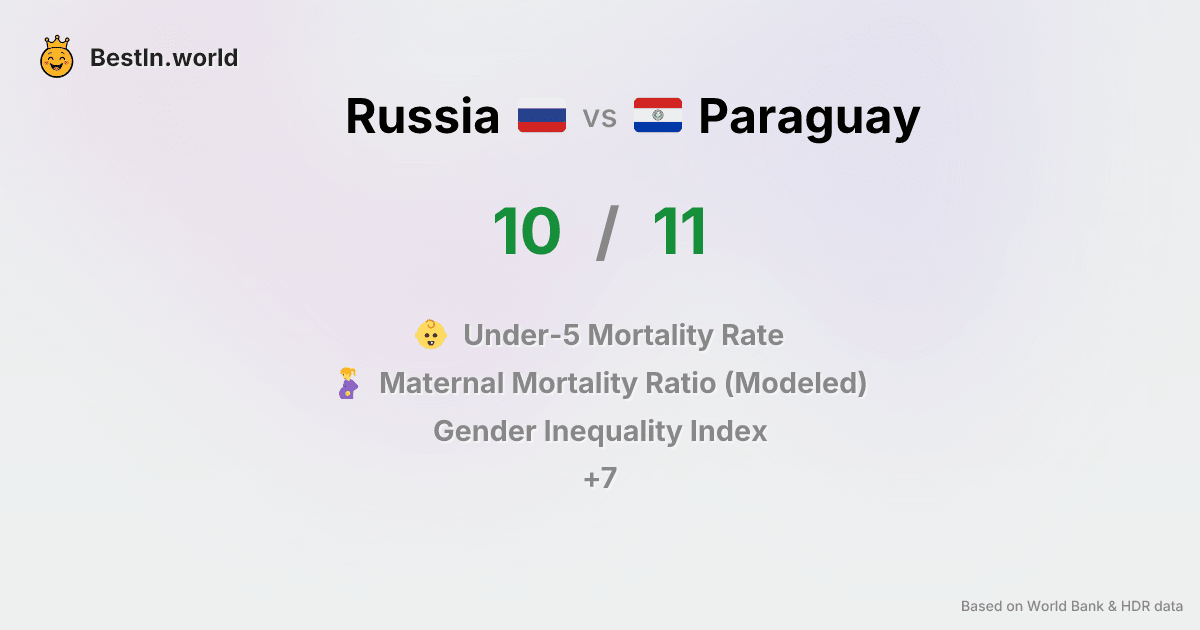 BestIn.world
Russia vs Paraguay
10 / 11
Under-5 Mortality Rate
Maternal Mortality Ratio (Modeled)
Gender Inequality Index
+7
Based on World Bank & HDR data